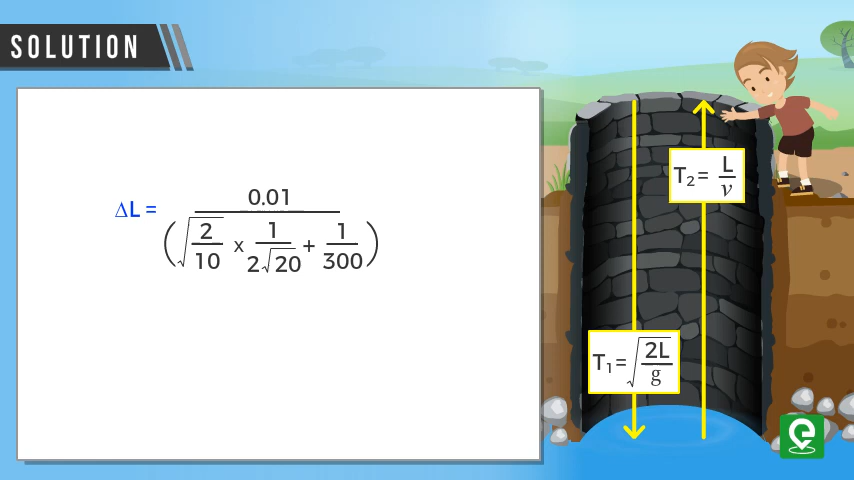 SOLUTION
ΔL = 0.01 / (√(2/10) x 1/(2√20) + 1/300)
T₂ = L/v
T₁ = √(2L/g)